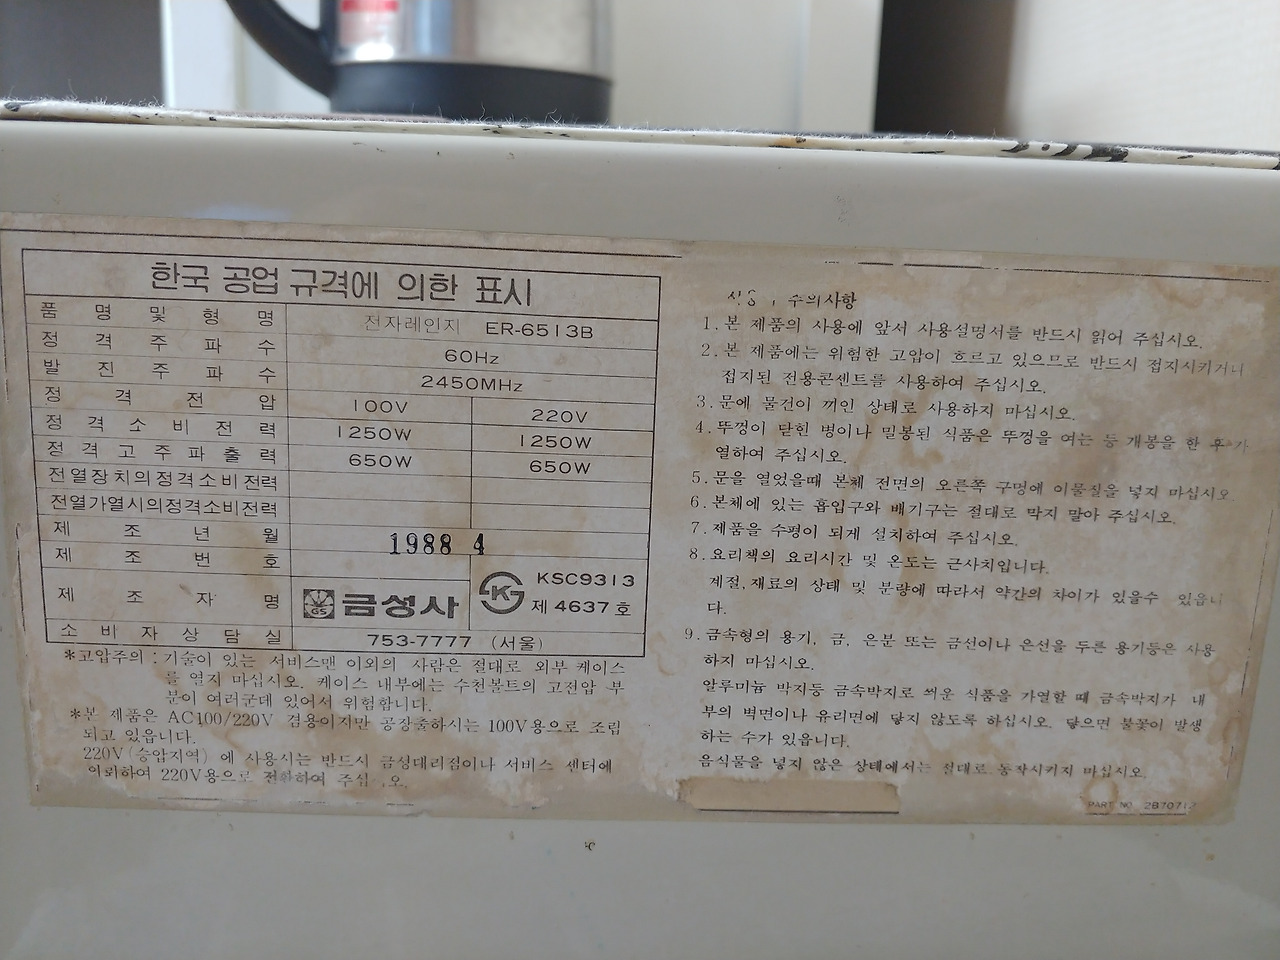 한국 공업 규격에 의한 표시
품명 및 형명 전자레인지 ER-6513B
정격주파수 60Hz
발진주파수 2450MHz
정격전압 100V 220V
정격소비전력 1250W 1250W
정격고주파출력 650W 650W
전열장치의정격소비전력
전열가열시의정격소비전력
제조년월 1988 4
제조번호
제조자명 GS 금성사 KSC9313
제4637호
소비자상담실 753-7777 (서울)
*고압주의 : 기술이 있는 서비스맨 이외의 사람은 절대로 외부 케이스
를 열지 마십시오. 케이스 내부에는 수천볼트의 고전압 부
분이 여러군데 있어서 위험합니다.
*본 제품은 AC100/220V 겸용이지만 공장출하시는 100V용으로 조립
되고 있읍니다.
220V(승압지역) 에 사용시는 반드시 금성대리점이나 서비스 센터에
의뢰하여 220V용으로 전환하여
수의사항
1. 본 제품의 사용에 앞서 사용설명서를 반드시 읽어 주십시오.
2. 본 제품에는 위험한 고압이 흐르고 있으므로 반드시 접지시키거나
접지된 전용콘센트를 사용하여 주십시오.
3. 문에 물건이 끼인 상태로 사용하지 마십시오.
4. 뚜껑이 닫힌 병이나 밀봉된 식품은 뚜껑을 여는 등 개봉을 한 후 가
열하여 주십시오.
5. 문을 열었을때 본체 전면의 오른쪽 구멍에 이물질을 넣지 마십시오
6. 본체에 있는 흡입구와 배기구는 절대로 막지 말아 주십시오.
7. 제품을 수평이 되게 설치하여 주십시오.
8. 요리책의 요리시간 및 온도는 근사치입니다.
계절, 재료의 상태 및 분량에 따라서 약간의 차이가 있을수 있읍니
다.
9. 금속형의 용기, 금, 은분 또는 금선이나 은선을 두른 용기등은 사용
하지 마십시오.
알루미늄 박지등 금속박지로 씌운 식품을 가열할 때 금속박지가 내
부의 벽면이나 유리면에 닿지 않도록 하십시오. 닿으면 불꽃이 발생
하는 수가 있읍니다.
음식물을 넣지 않은 상태에서는 절대로 동작시키지 마십시오.
PART NO.